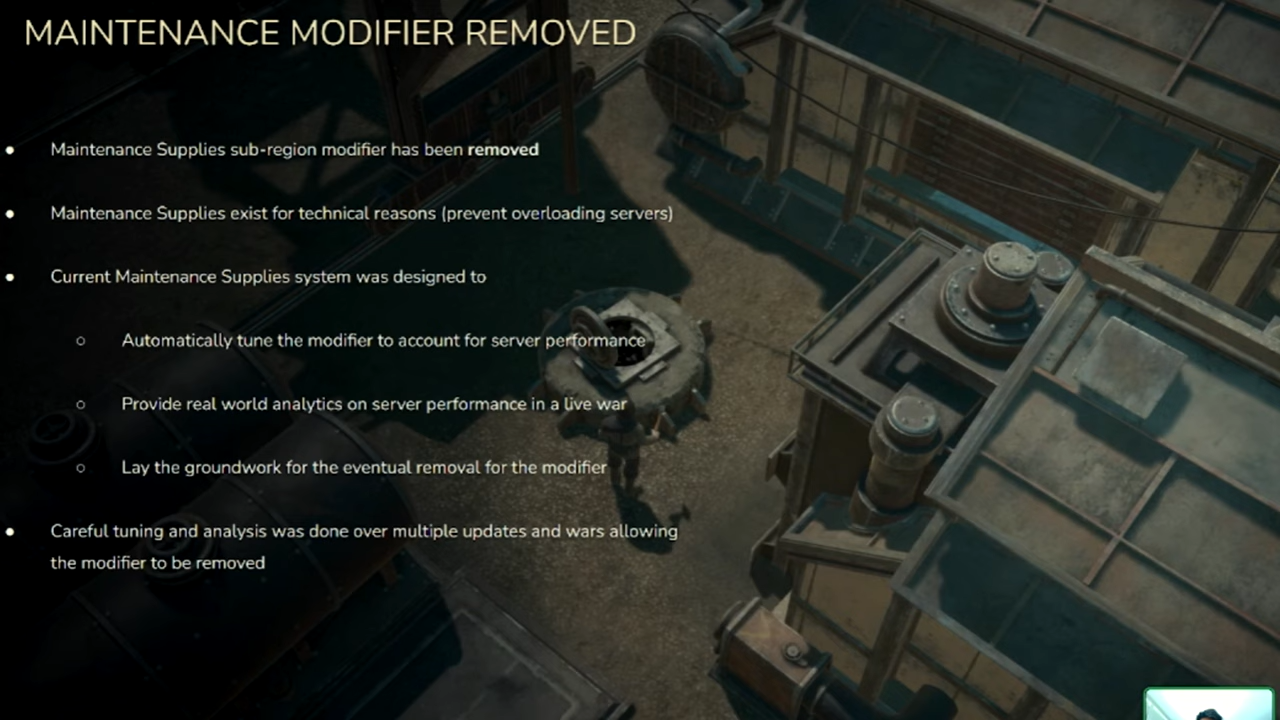 MAINTENANCE MODIFIER REMOVED
● Maintenance Supplies sub-region modifier has been removed
● Maintenance Supplies exist for technical reasons (prevent overloading servers)
● Current Maintenance Supplies system was designed to
○ Automatically tune the modifier to account for server performance
○ Provide real world analytics on server performance in a live war
○ Lay the groundwork for the eventual removal for the modifier
● Careful tuning and analysis was done over multiple updates and wars allowing
the modifier to be removed